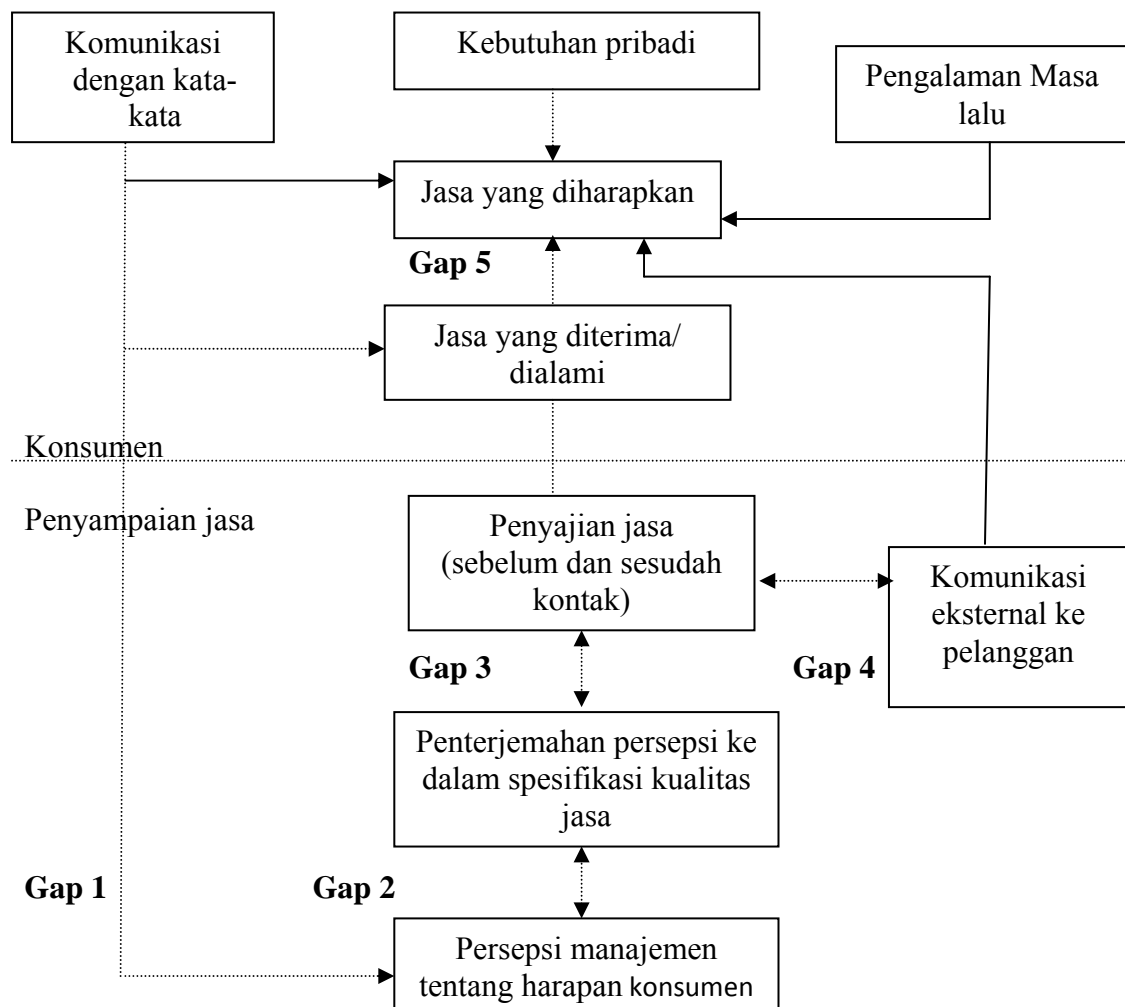 Komunikasi
dengan kata-
kata
Kebutuhan pribadi
Pengalaman Masa
lalu
Jasa yang diharapkan
Gap 5
Jasa yang diterima/
dialami
Konsumen
Penyampaian jasa
Penyajian jasa
(sebelum dan sesudah
kontak)
Komunikasi
eksternal ke
pelanggan
Gap 3
Gap 4
Penterjemahan persepsi ke
dalam spesifikasi kualitas
jasa
Gap 1
Gap 2
Persepsi manajemen
tentang harapan konsumen